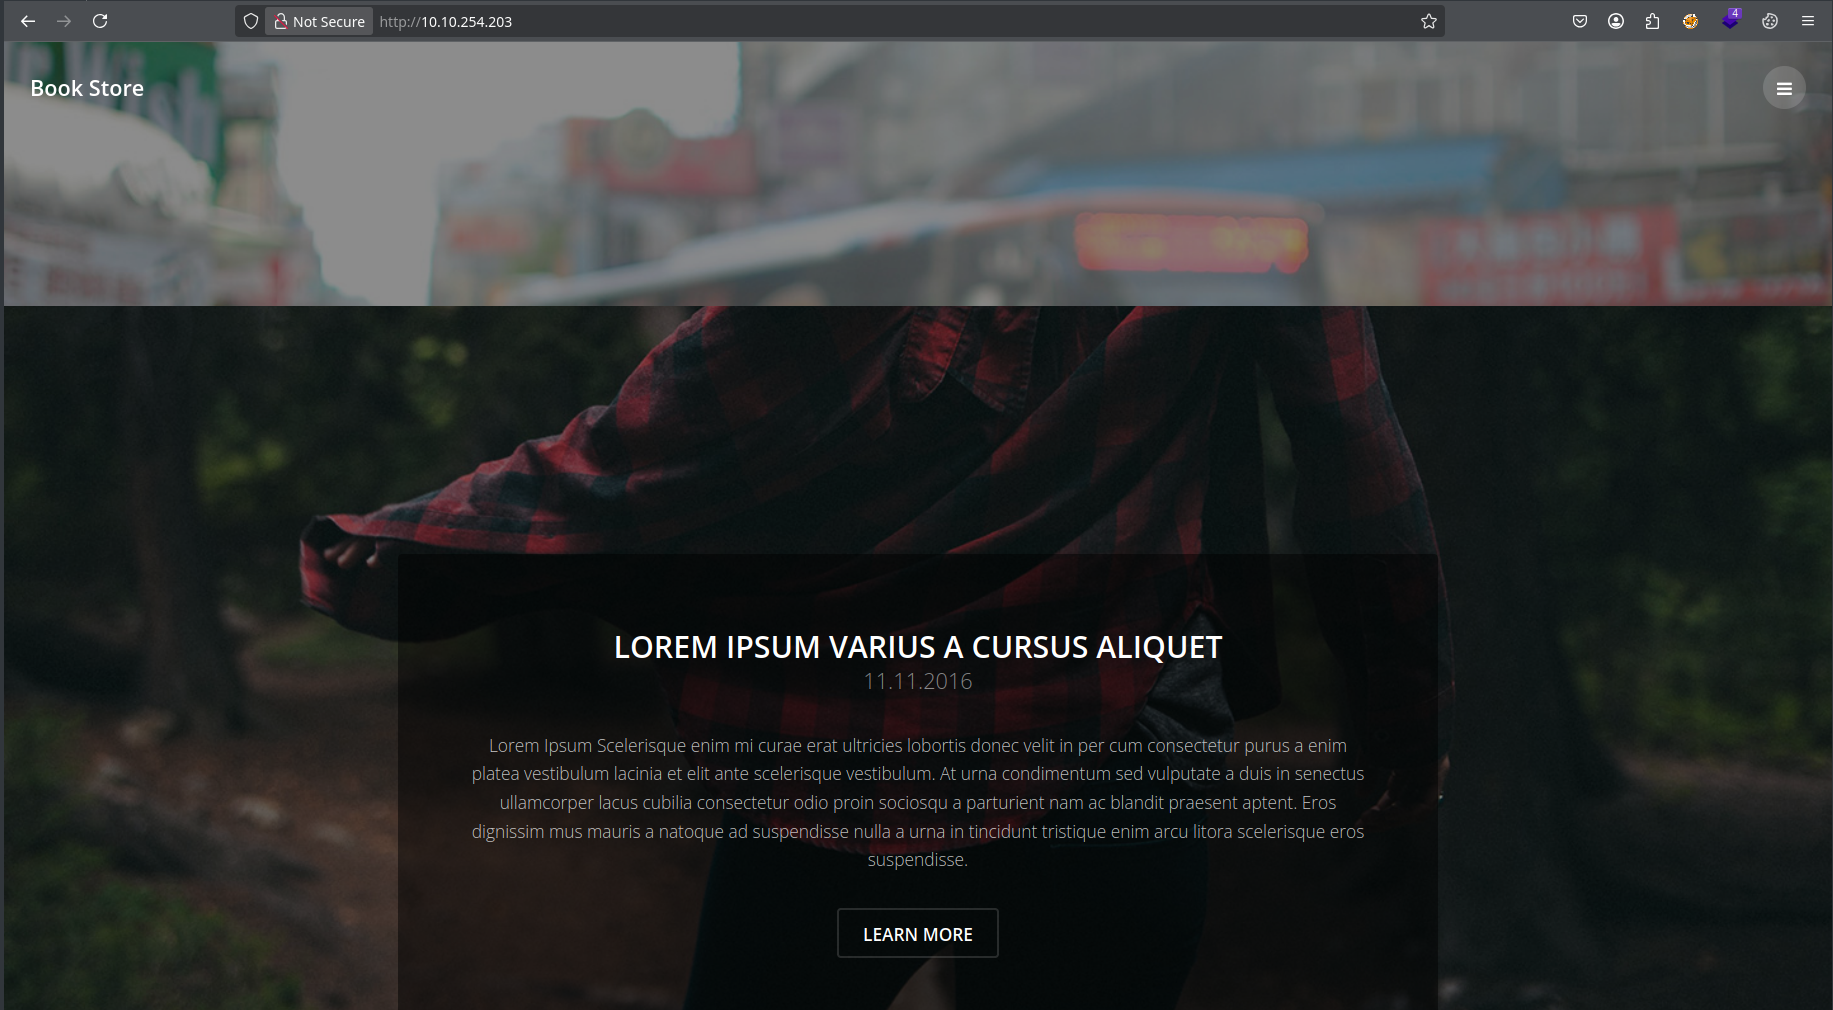 Not Secure http://10.10.254.203
4
Book Store
LOREM IPSUM VARIUS A CURSUS ALIQUET
11.11.2016
Lorem Ipsum Scelerisque enim mi curae erat ultricies lobortis donec velit in per cum consectetur purus a enim
platea vestibulum lacinia et elit ante scelerisque vestibulum. At urna condimentum sed vulputate a duis in senectus
ullamcorper lacus cubilia consectetur odio proin sociosqu a parturient nam ac blandit praesent aptent. Eros
dignissim mus mauris a natoque ad suspendisse nulla a urna in tincidunt tristique enim arcu litora scelerisque eros
suspendisse.
LEARN MORE